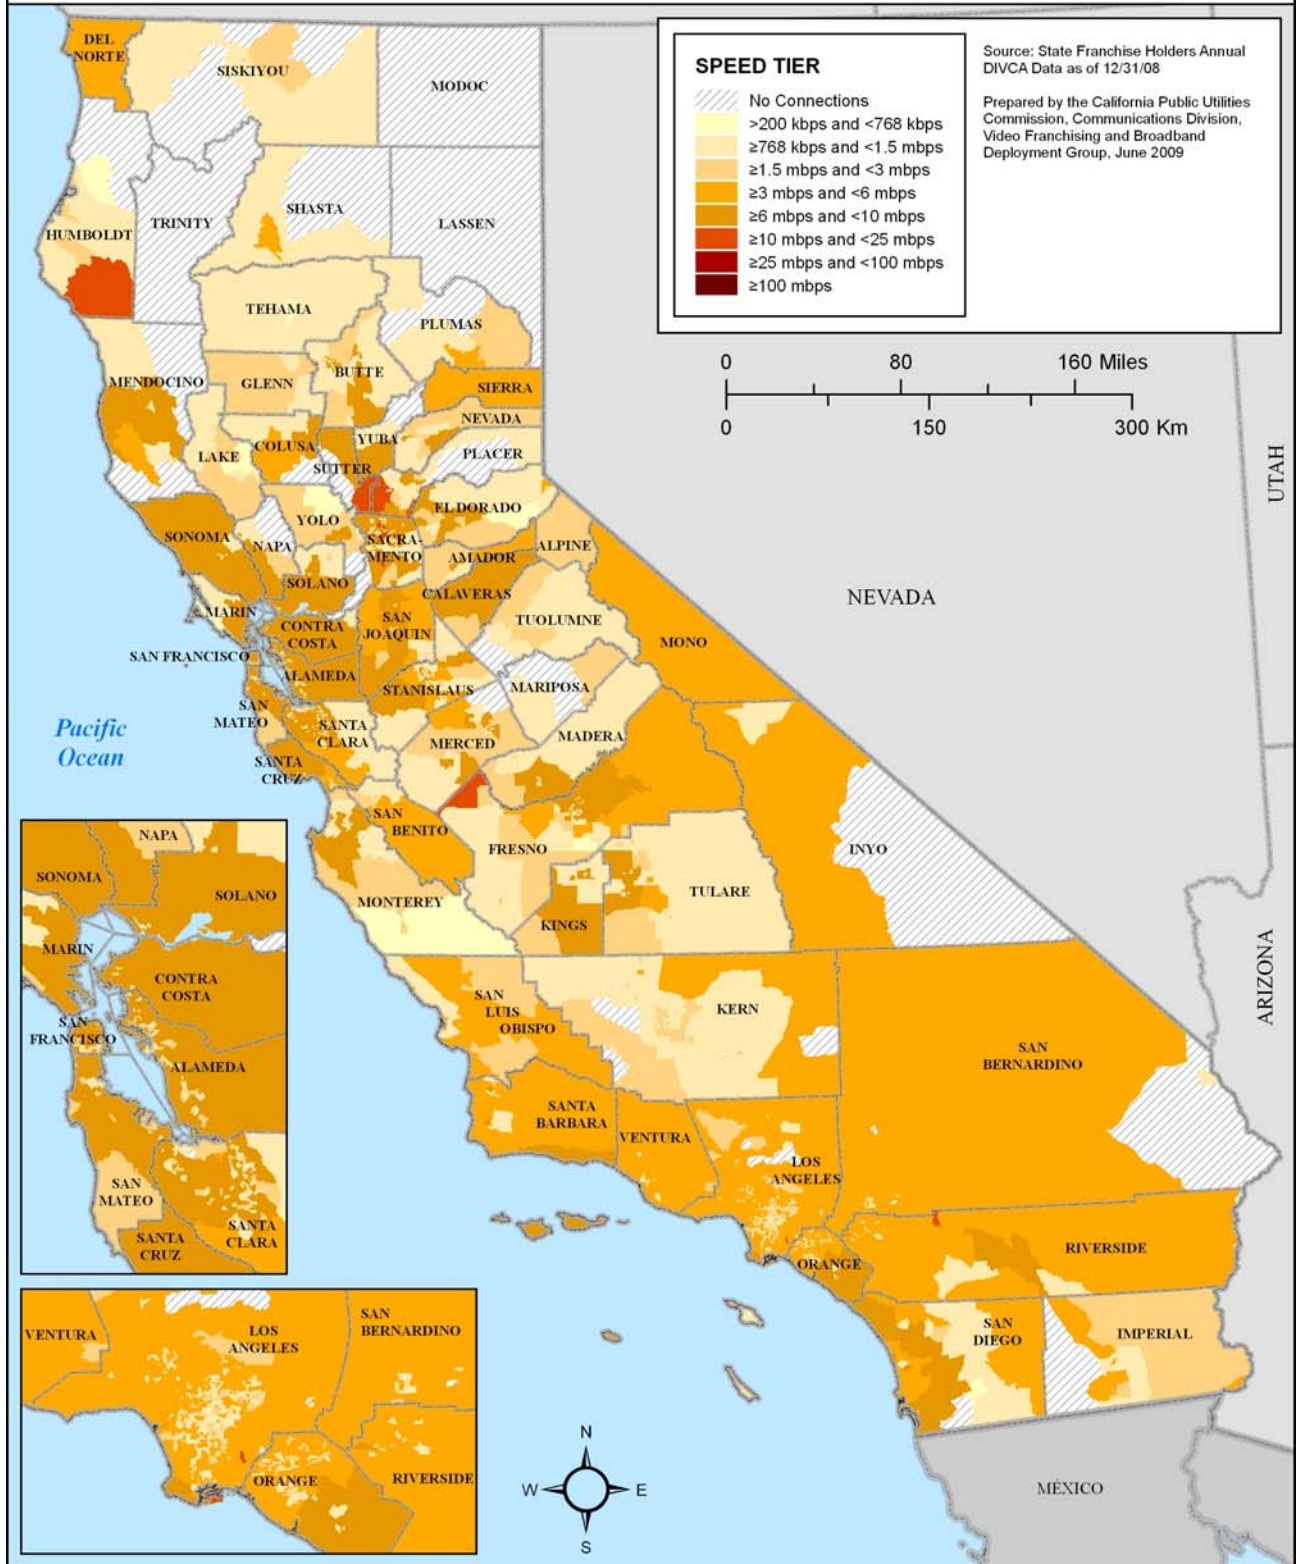 DEL
NORTE
SISKIYOU
MODOC
HUMBOLDT
TRINITY
SHASTA
LASSEN
TEHAMA
PLUMAS
MENDOCINO
GLENN
BUTTE
SIERRA
NEVADA
LAKE
COLUSA
YUBA
SUTTER
PLACER
SONOMA
NAPA
YOLO
EL DORADO
SACRA-
MENTO
AMADOR
ALPINE
SOLANO
CALAVERAS
MARIN
CONTRA
COSTA
SAN
JOAQUIN
TUOLUMNE
MONO
SAN FRANCISCO
ALAMEDA
STANISLAUS
MARIPOSA
SAN
MATEO
SANTA
CLARA
MERCED
MADERA
SANTA
CRUZ
SAN
BENITO
FRESNO
INYO
MONTEREY
KINGS
TULARE
SAN
LUIS
OBISPO
KERN
SAN
BERNARDINO
SANTA
BARBARA
VENTURA
LOS
ANGELES
ORANGE
RIVERSIDE
SAN
DIEGO
IMPERIAL
SPEED TIER
No Connections
>200 kbps and <768 kbps
≥768 kbps and <1.5 mbps
≥1.5 mbps and <3 mbps
≥3 mbps and <6 mbps
≥6 mbps and <10 mbps
≥10 mbps and <25 mbps
≥25 mbps and <100 mbps
≥100 mbps
Source: State Franchise Holders Annual
DIVCA Data as of 12/31/08
Prepared by the California Public Utilities
Commission, Communications Division,
Video Franchising and Broadband
Deployment Group, June 2009
0 80 160 Miles
0 150 300 Km
NEVADA
UTAH
ARIZONA
MÉXICO
Pacific
Ocean
NAPA
SONOMA
SOLANO
MARIN
CONTRA
COSTA
SAN
FRANCISCO
ALAMEDA
SAN
MATEO
SANTA
CLARA
SANTA
CRUZ
VENTURA
LOS
ANGELES
SAN
BERNARDINO
ORANGE
RIVERSIDE
N
W E
S